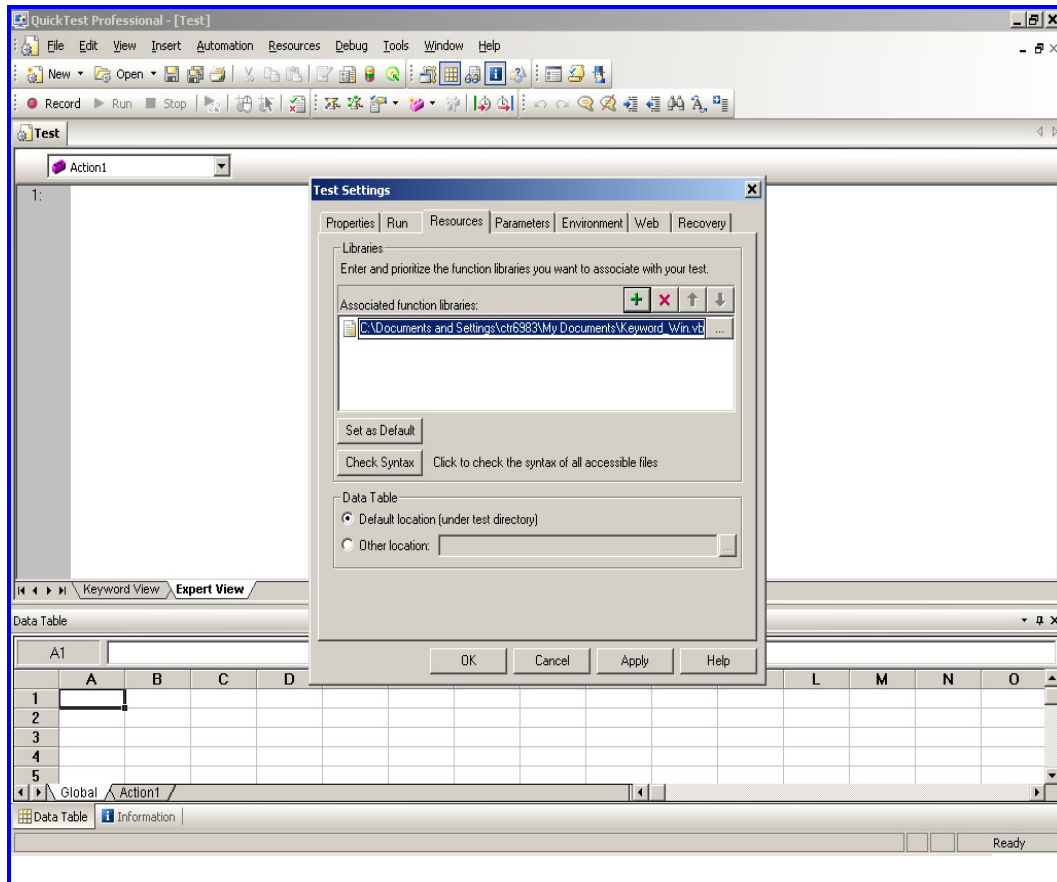 QuickTest Professional - [Test]
File Edit View Insert Automation Resources Debug Tools Window Help
New Open
Record Run Stop
Test
Action1
1:
Test Settings
Properties Run Resources Parameters Environment Web Recovery
Libraries
Enter and prioritize the function libraries you want to associate with your test.
Associated function libraries:
C:\Documents and Settings\ctr6983\My Documents\Keyword_Win.vb
...
Set as Default
Check Syntax Click to check the syntax of all accessible files
Data Table
Default location (under test directory)
Other location:
...
OK Cancel Apply Help
Keyword View Expert View
Data Table
A1
A B C D L M N O
1
2
3
4
5
Global Action1
Data Table Information
Ready